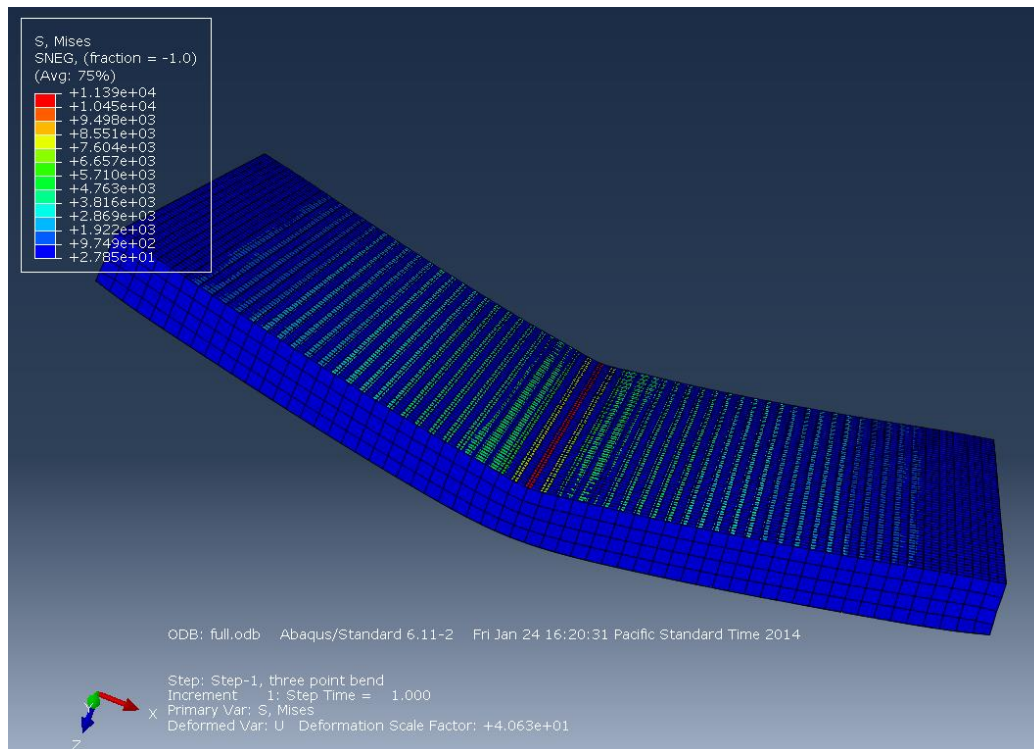 S, Mises
SNEG, (fraction = -1.0)
(Avg: 75%)
+1.139e+04
+1.045e+04
+9.498e+03
+8.551e+03
+7.604e+03
+6.657e+03
+5.710e+03
+4.763e+03
+3.816e+03
+2.869e+03
+1.922e+03
+9.749e+02
+2.785e+01
ODB: full.odb Abaqus/Standard 6.11-2 Fri Jan 24 16:20:31 Pacific Standard Time 2014
Step: Step-1, three point bend
Increment 1: Step Time = 1.000
Primary Var: S, Mises
Deformed Var: U Deformation Scale Factor: +4.063e+01
Y
X
Z